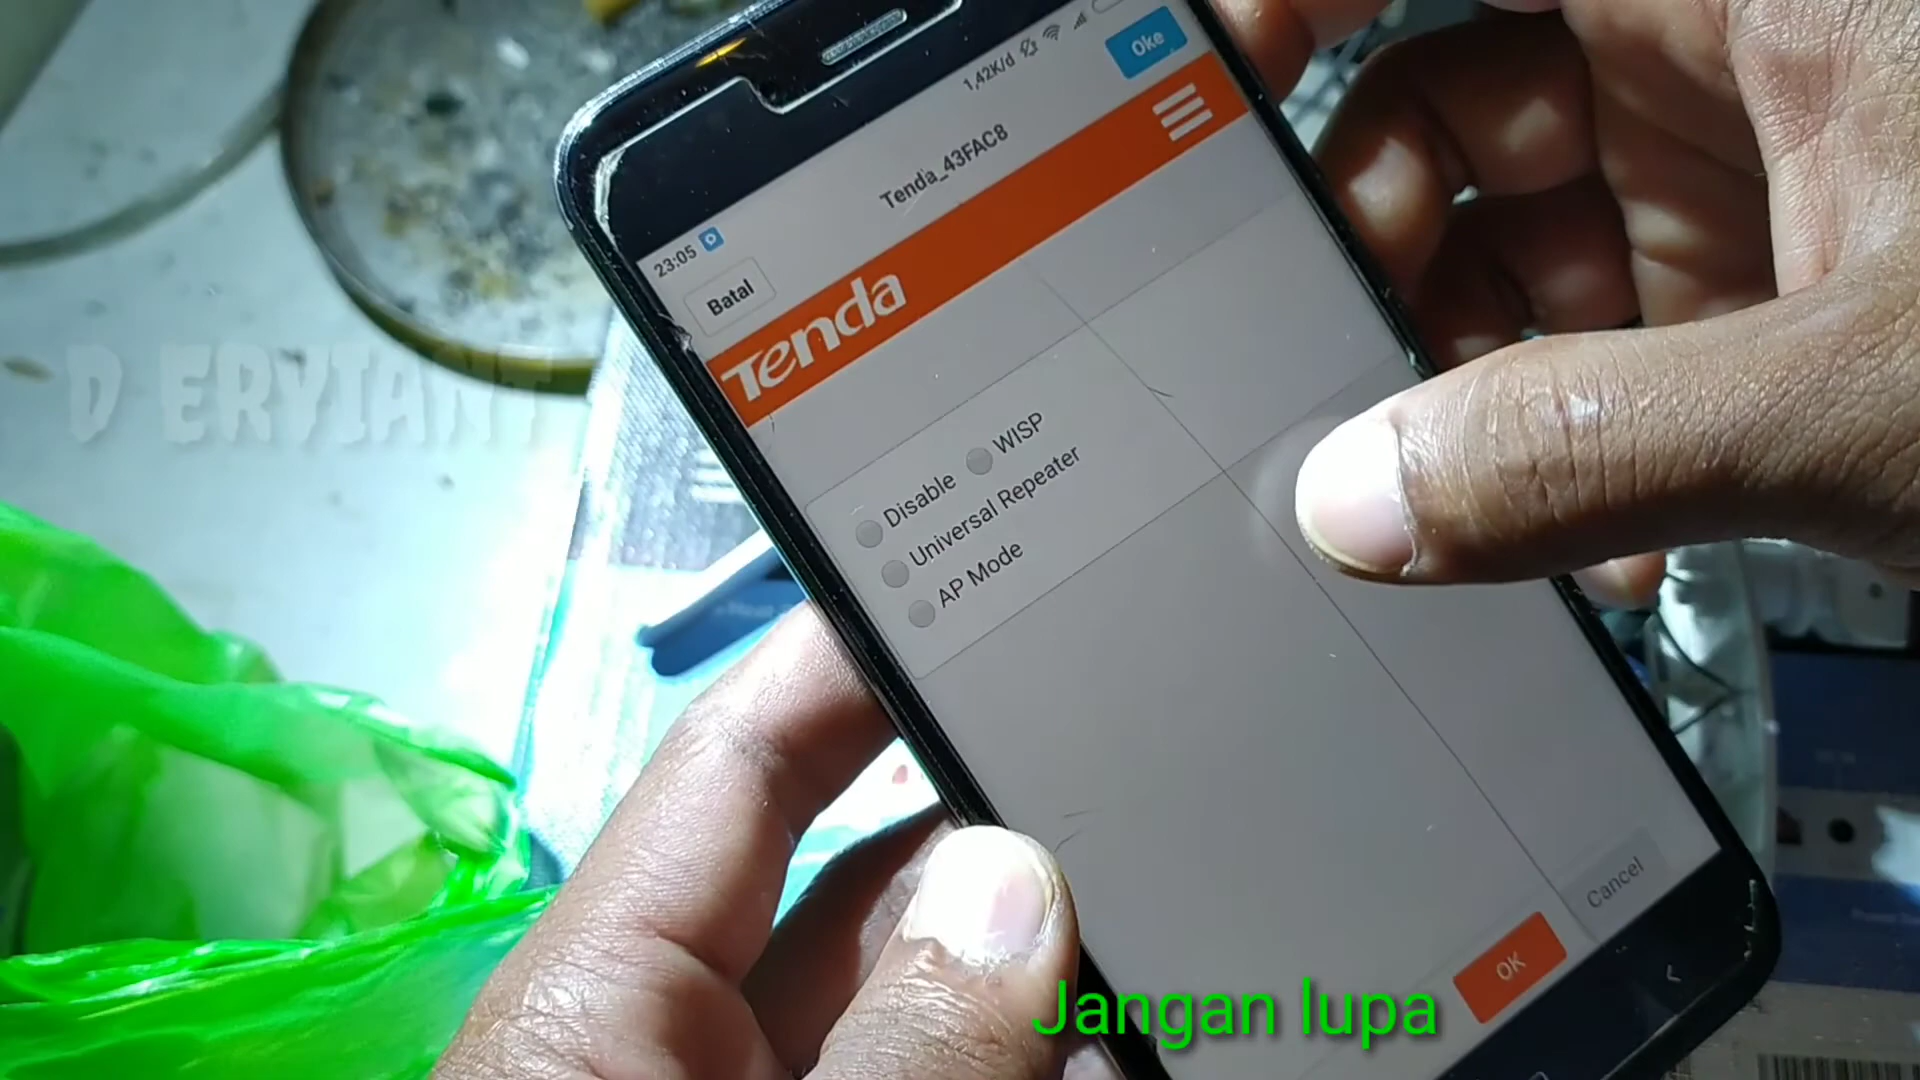 1,42K/d
Oke
23:05
Tenda_43FAC8
Batal
Tenda
Disable
WISP
Universal Repeater
AP Mode
Cancel
OK
D ERVIANT
Jangan lupa